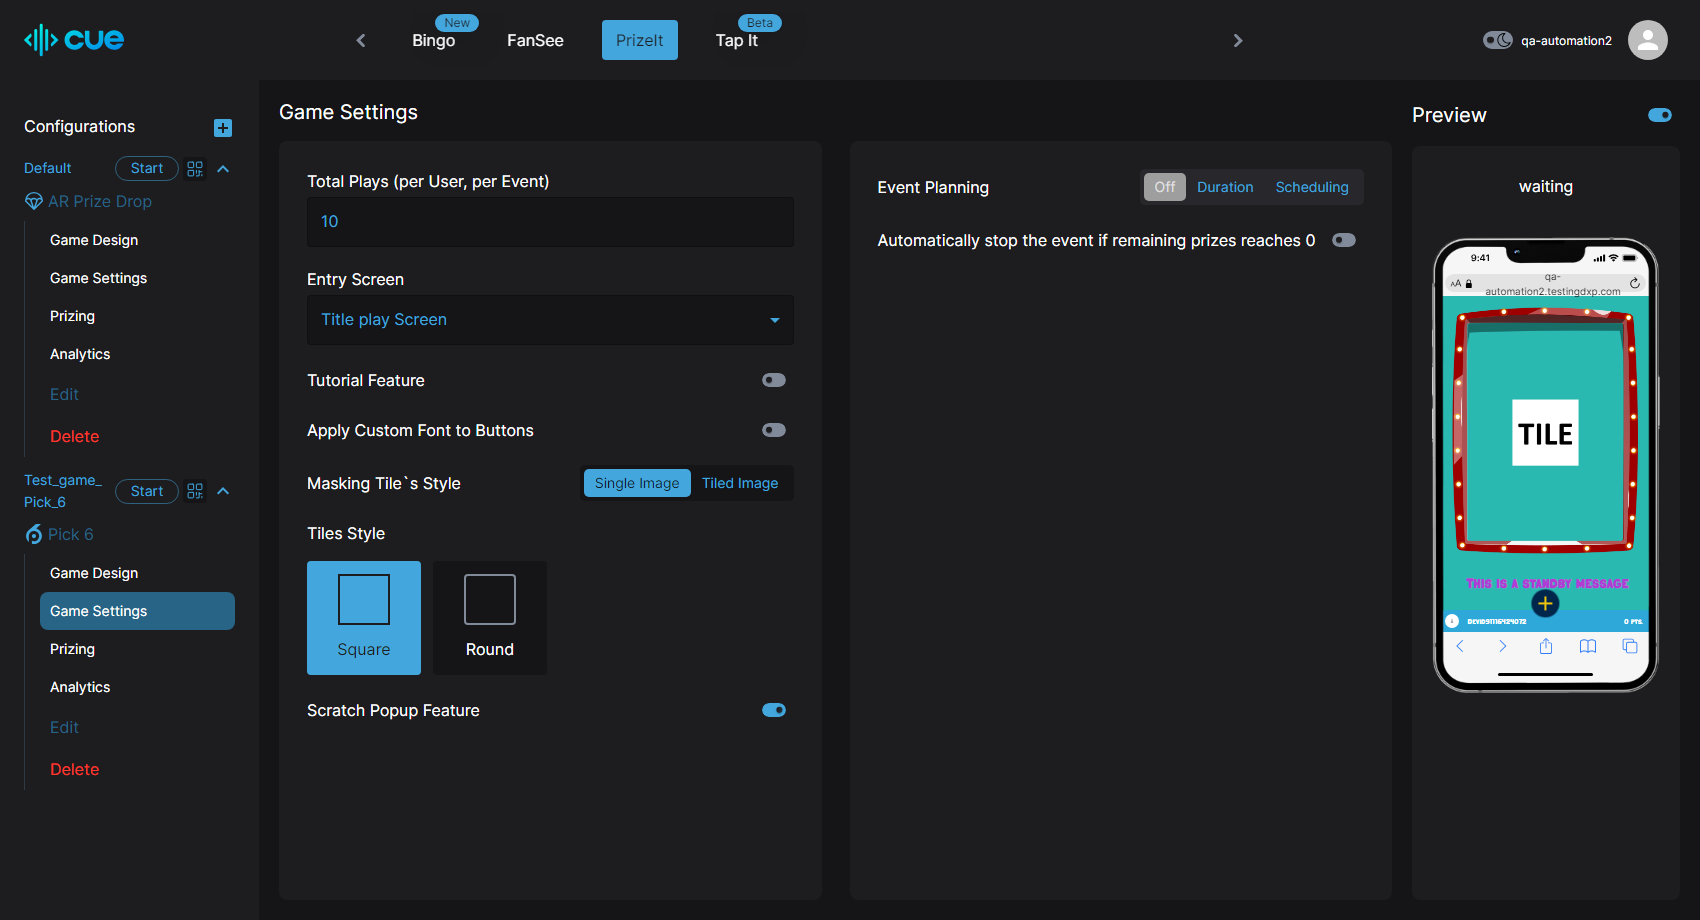 cue
New
Bingo
FanSee
PrizeIt
Beta
Tap It
qa-automation2
Configurations
Default
Start
AR Prize Drop
Game Design
Game Settings
Prizing
Analytics
Edit
Delete
Test_game_
Pick_6
Start
Pick 6
Game Design
Game Settings
Prizing
Analytics
Edit
Delete
Game Settings
Total Plays (per User, per Event)
10
Entry Screen
Title play Screen
Tutorial Feature
Apply Custom Font to Buttons
Masking Tile`s Style
Single Image
Tiled Image
Tiles Style
Square
Round
Scratch Popup Feature
Event Planning
Off
Duration
Scheduling
Automatically stop the event if remaining prizes reaches 0
Preview
waiting
9:41
AA
qa-
automation2.testingdxp.com
TILE
THIS IS A STANDBY MESSAGE
0 PTS.